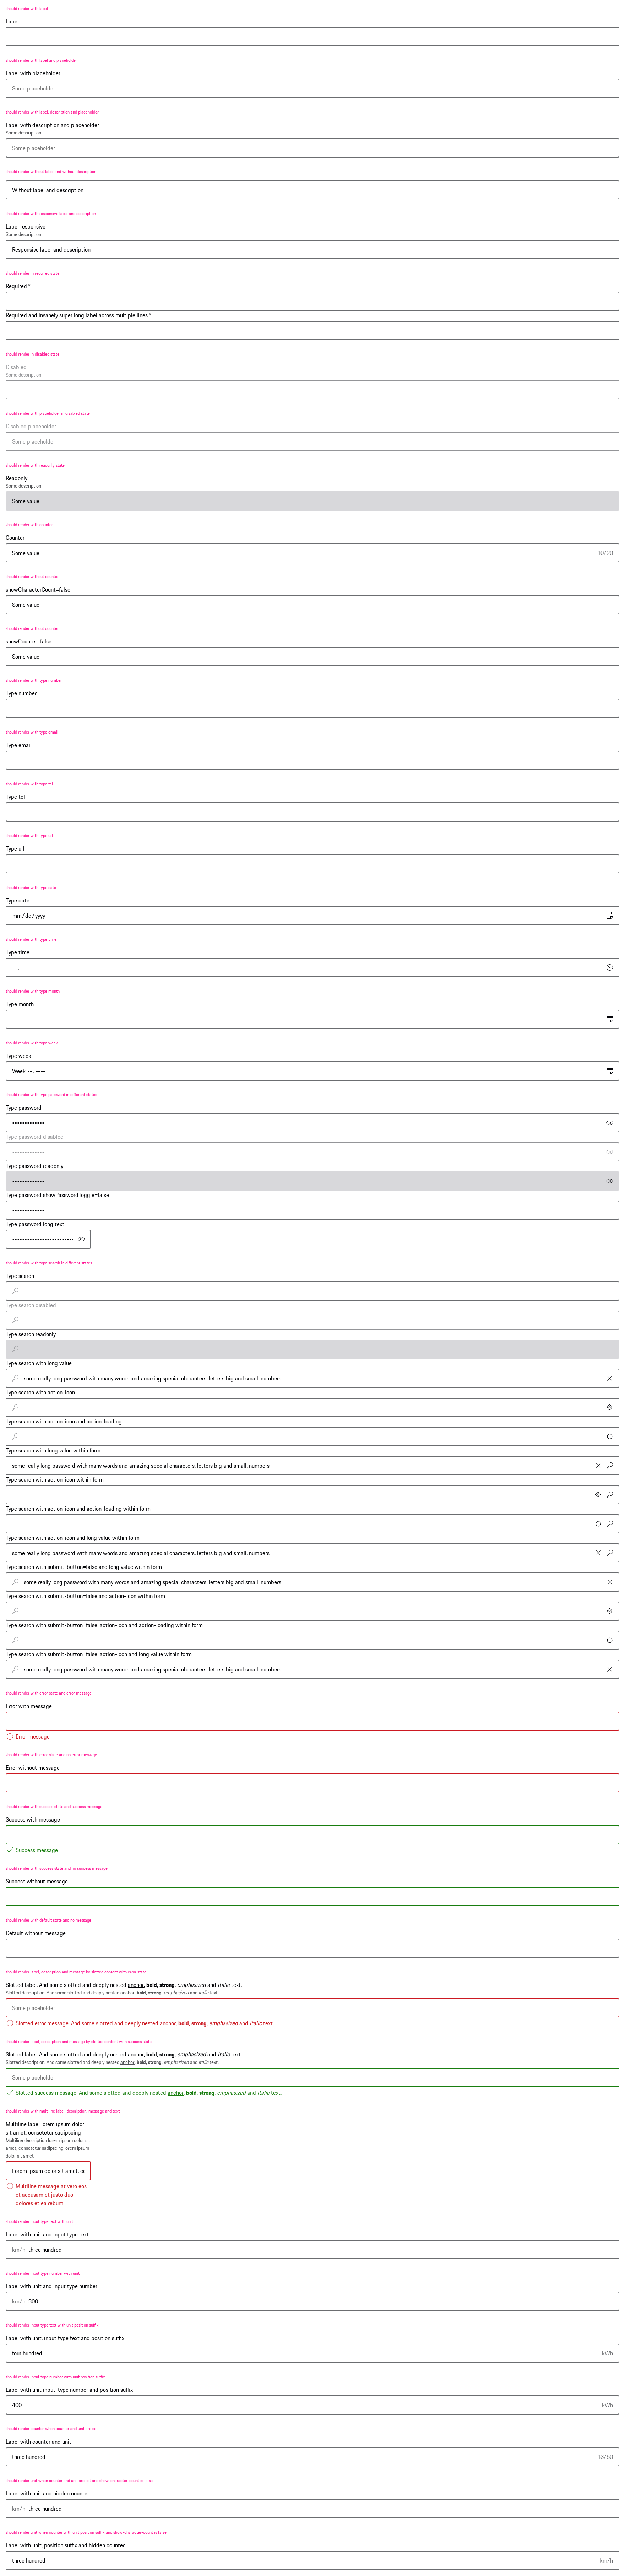 should render with label
Label
should render with label and placeholder
Label with placeholder
Some placeholder
should render with label, description and placeholder
Label with description and placeholder
Some description
Some placeholder
should render without label and without description
Without label and description
should render with responsive label and description
Label responsive
Some description
Responsive label and description
should render in required state
Required *
Required and insanely super long label across multiple lines *
should render in disabled state
Disabled
Some description
should render with placeholder in disabled state
Disabled placeholder
Some placeholder
should render with readonly state
Readonly
Some description
Some value
should render with counter
Counter
Some value 10/20
should render without counter
showCharacterCount=false
Some value
should render without counter
showCounter=false
Some value
should render with type number
Type number
should render with type email
Type email
should render with type tel
Type tel
should render with type url
Type url
should render with type date
Type date
mm/dd/yyyy
should render with type time
Type time
--:-- --
should render with type month
Type month
--------- ----
should render with type week
Type week
Week --, ----
should render with type password in different states
Type password
•••••••••••••
Type password disabled
•••••••••••••
Type password readonly
•••••••••••••
Type password showPasswordToggle=false
•••••••••••••
Type password long text
•••••••••••••••••••••••••
should render with type search in different states
Type search
Type search disabled
Type search readonly
Type search with long value
some really long password with many words and amazing special characters, letters big and small, numbers
Type search with action-icon
Type search with action-icon and action-loading
Type search with long value within form
some really long password with many words and amazing special characters, letters big and small, numbers
Type search with action-icon within form
Type search with action-icon and action-loading within form
Type search with action-icon and long value within form
some really long password with many words and amazing special characters, letters big and small, numbers
Type search with submit-button=false and long value within form
some really long password with many words and amazing special characters, letters big and small, numbers
Type search with submit-button=false and action-icon within form
Type search with submit-button=false, action-icon and action-loading within form
Type search with submit-button=false, action-icon and long value within form
some really long password with many words and amazing special characters, letters big and small, numbers
should render with error state and error message
Error with message
Error message
should render with error state and no error message
Error without message
should render with success state and success message
Success with message
Success message
should render with success state and no success message
Success without message
should render with default state and no message
Default without message
should render label, description and message by slotted content with error state
Slotted label. And some slotted and deeply nested anchor, bold, strong, emphasized and italic text.
Slotted description. And some slotted and deeply nested anchor, bold, strong, emphasized and italic text.
Some placeholder
Slotted error message. And some slotted and deeply nested anchor, bold, strong, emphasized and italic text.
should render label, description and message by slotted content with success state
Slotted label. And some slotted and deeply nested anchor, bold, strong, emphasized and italic text.
Slotted description. And some slotted and deeply nested anchor, bold, strong, emphasized and italic text.
Some placeholder
Slotted success message. And some slotted and deeply nested anchor, bold, strong, emphasized and italic text.
should render with multiline label, description, message and text
Multiline label lorem ipsum dolor
sit amet, consetetur sadipscing
Multiline description lorem ipsum dolor sit
amet, consetetur sadipscing lorem ipsum
dolor sit amet
Lorem ipsum dolor sit amet, co
Multiline message at vero eos
et accusam et justo duo
dolores et ea rebum.
should render input type text with unit
Label with unit and input type text
km/h three hundred
should render input type number with unit
Label with unit and input type number
km/h 300
should render input type text with unit position suffix
Label with unit, input type text and position suffix
four hundred kWh
should render input type number with unit position suffix
Label with unit input, type number and position suffix
400 kWh
should render counter when counter and unit are set
Label with counter and unit
three hundred 13/50
should render unit when counter and unit are set and show-character-count is false
Label with unit and hidden counter
km/h three hundred
should render unit when counter with unit position suffix and show-character-count is false
Label with unit, position suffix and hidden counter
three hundred km/h